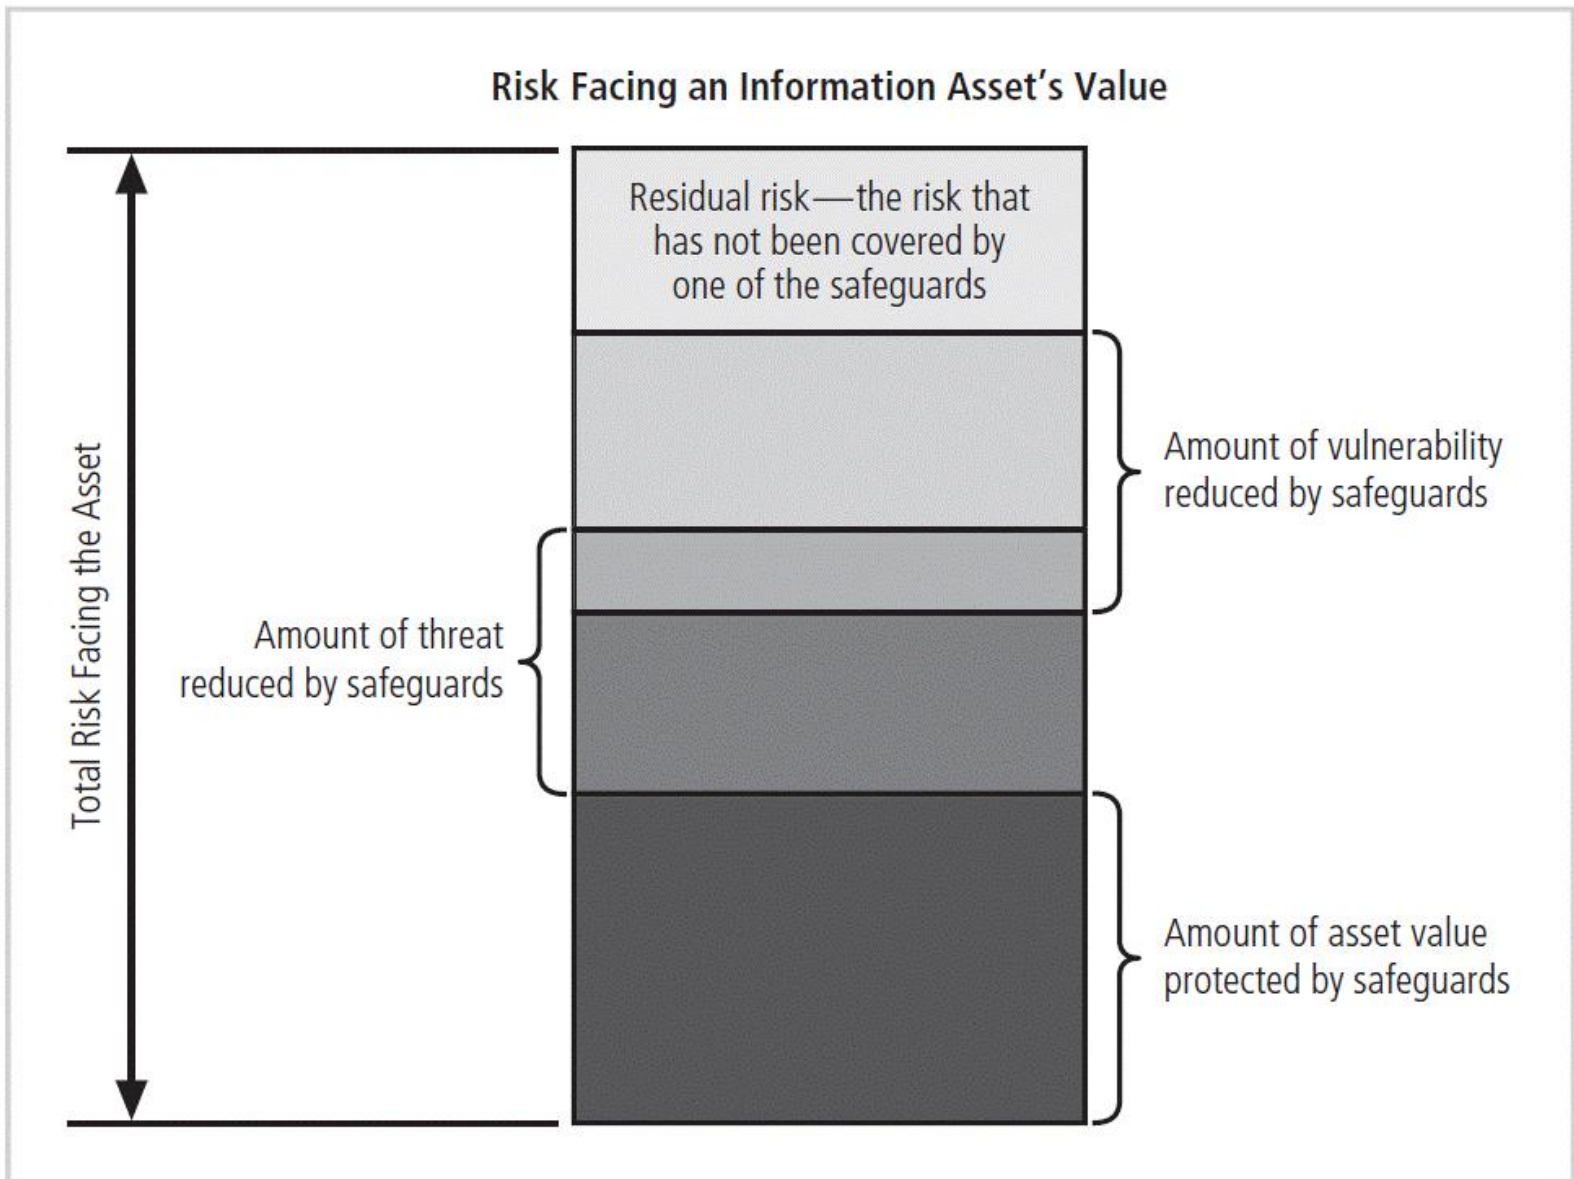 Risk Facing an Information Asset's Value
Residual risk—the risk that
has not been covered by
one of the safeguards
Amount of vulnerability
reduced by safeguards
Total Risk Facing the Asset
Amount of threat
reduced by safeguards
Amount of asset value
protected by safeguards